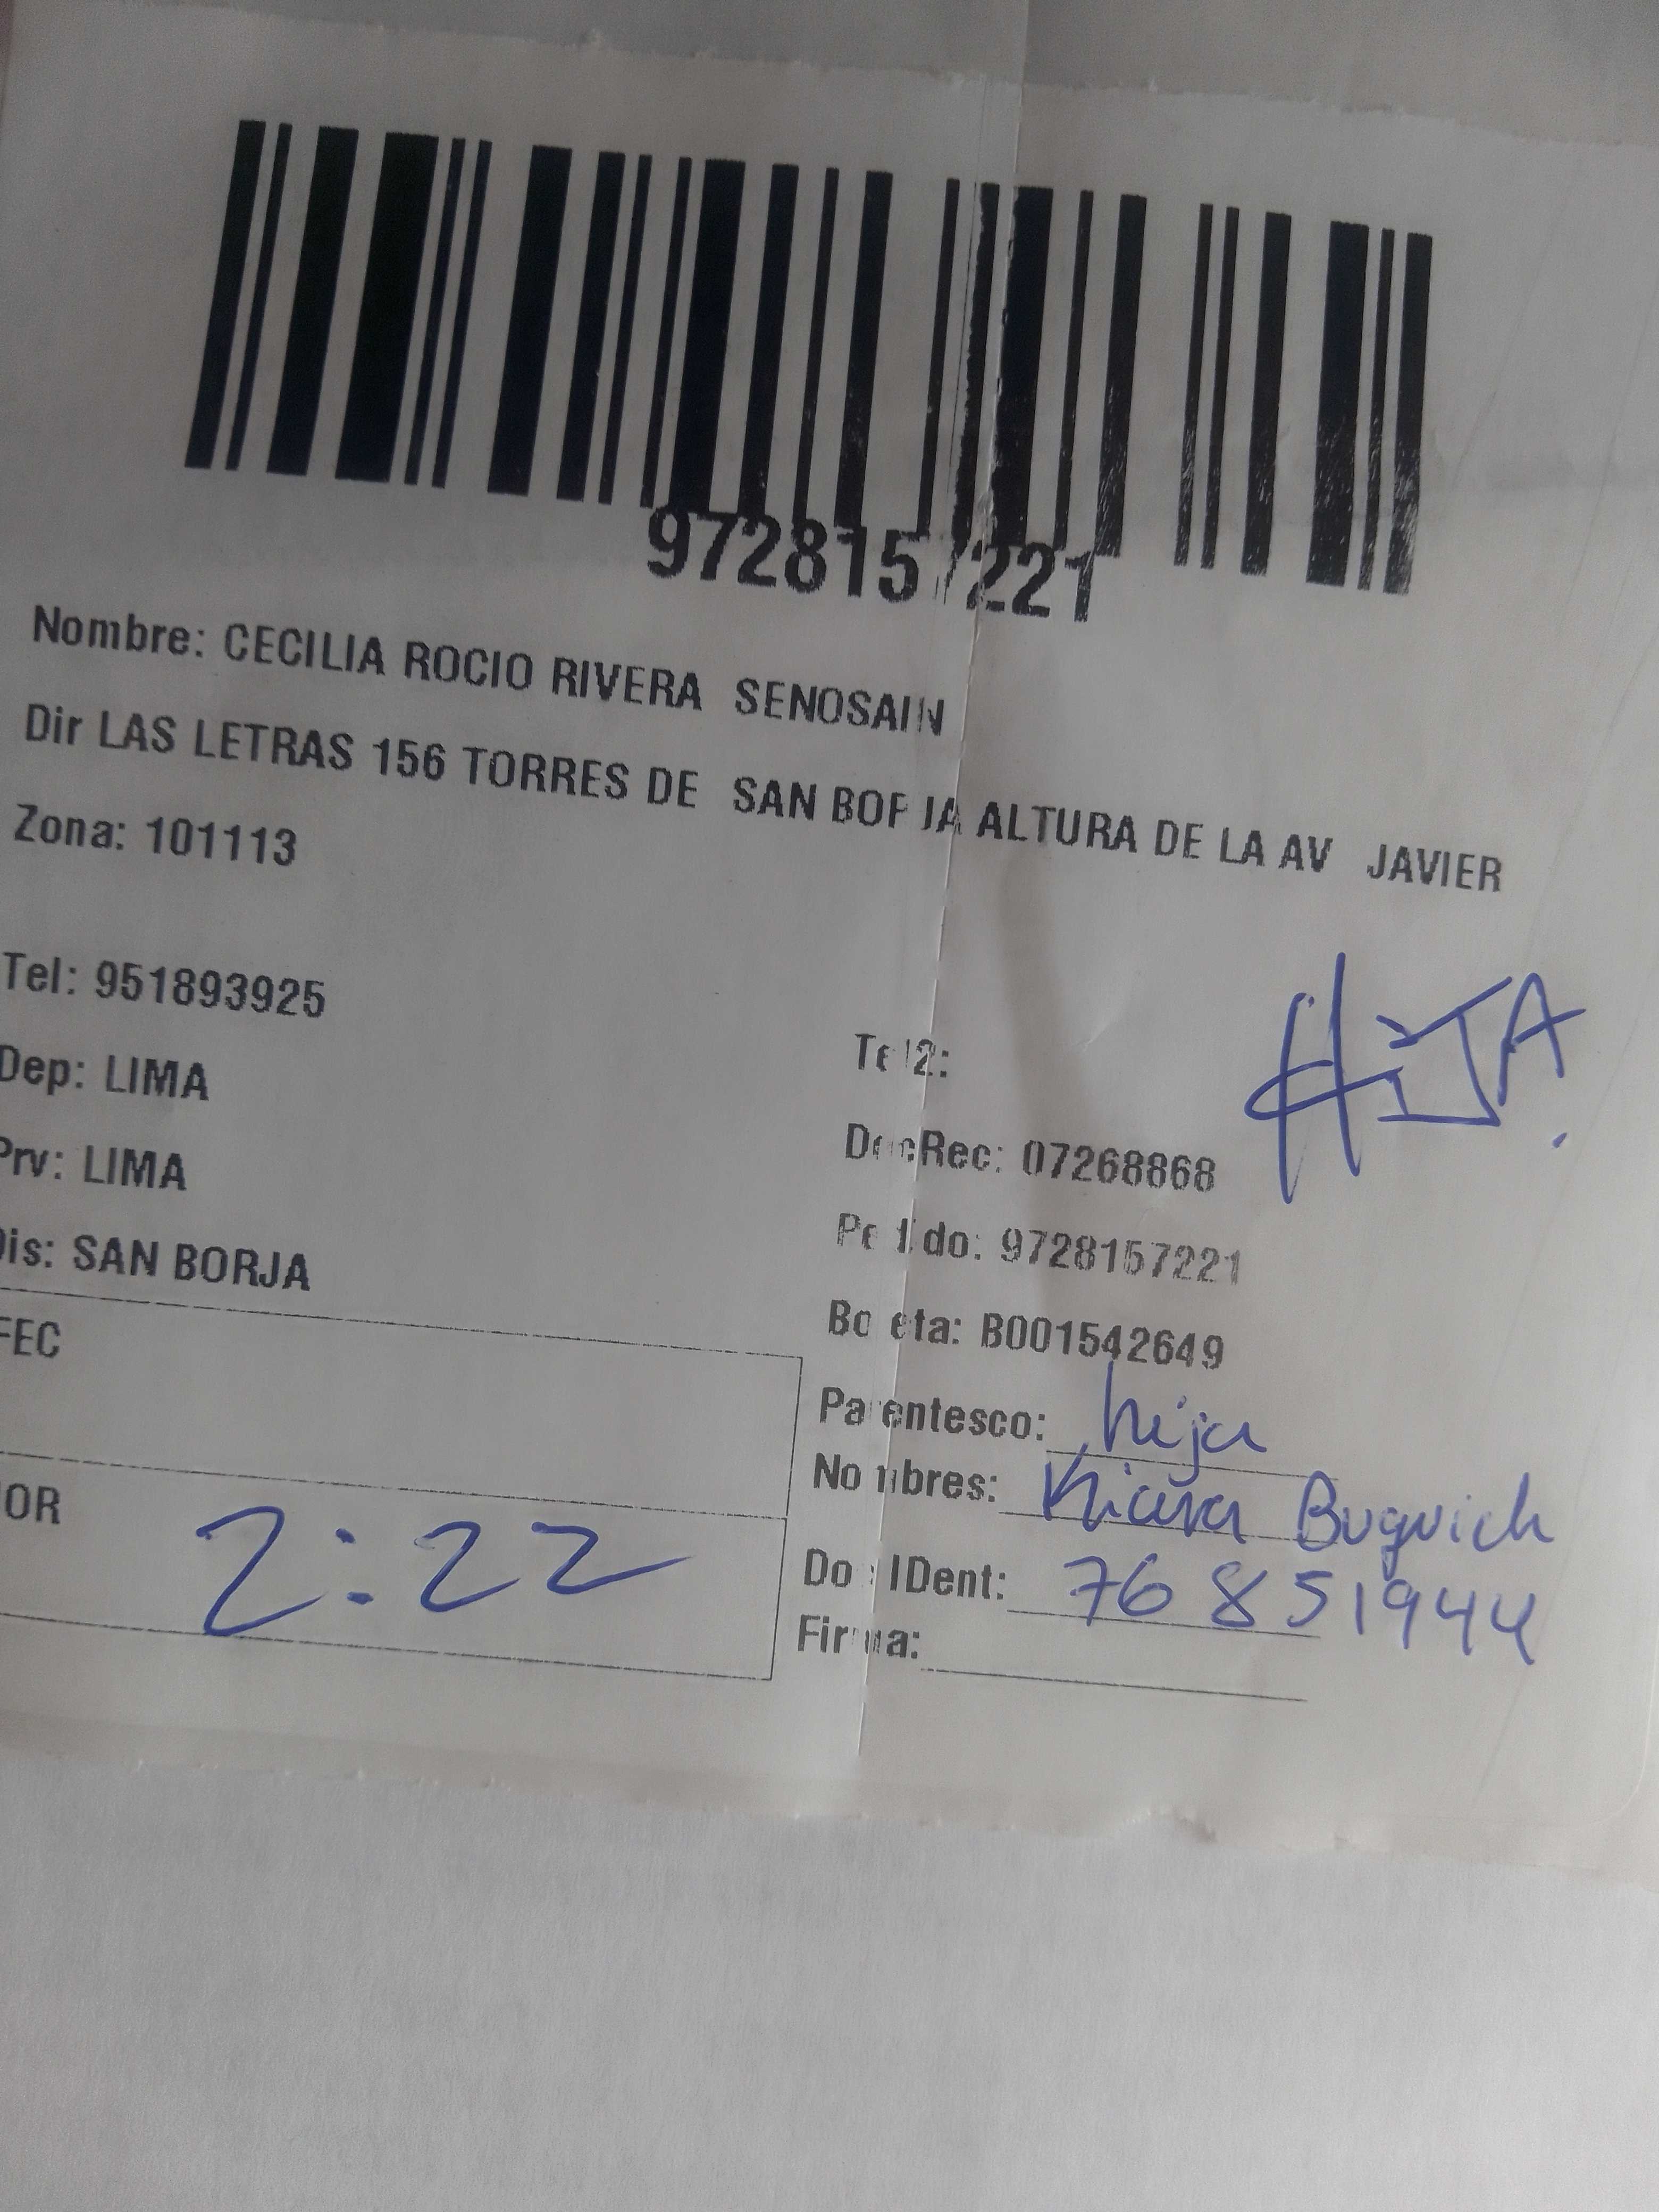 9728157221
Nombre: CECILIA ROCIO RIVERA SENOSAIN
Dir LAS LETRAS 156 TORRES DE SAN BORJA ALTURA DE LA AV JAVIER
Zona: 101113
Tel: 951893925
Tel2:
HIJA.
Dep: LIMA
DocRec: 07268868
Prv: LIMA
Pedido: 9728157221
Dis: SAN BORJA
Boleta: B001542649
FEC
Parentesco: hija
Nombres: Kiara Buqvich
HOR 2:22
Doc IDent: 76851944
Firma: